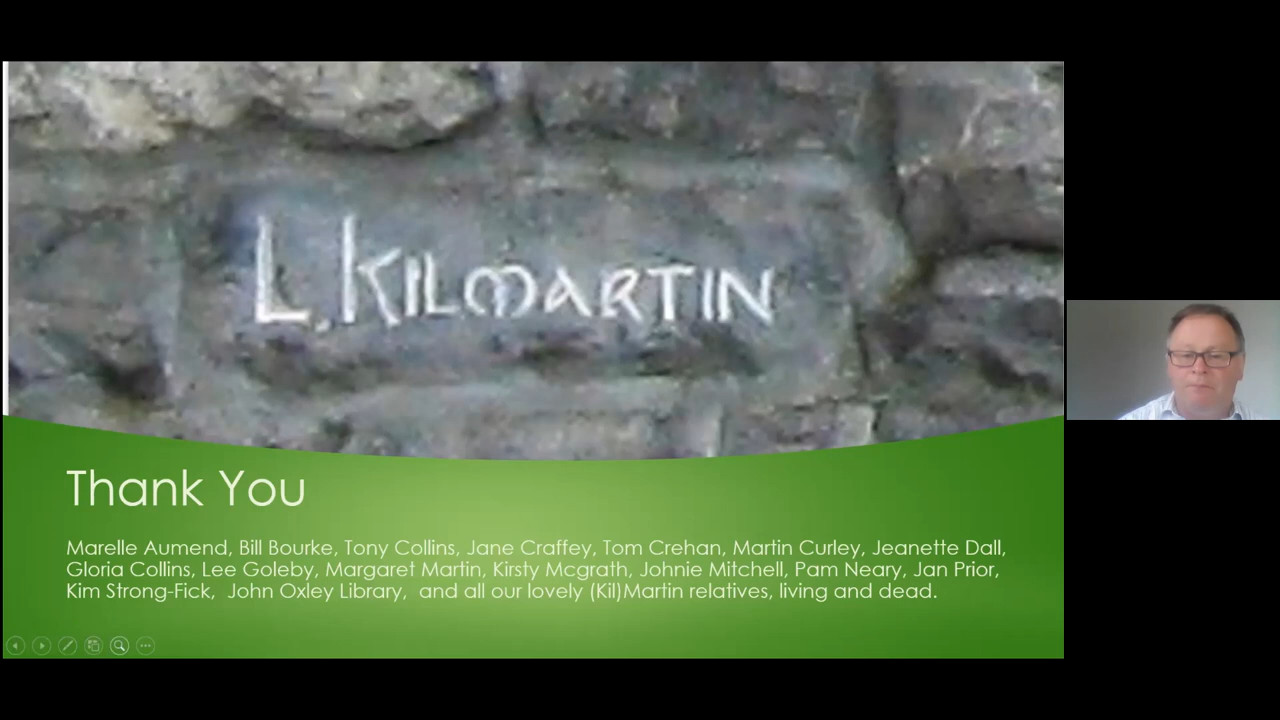 L. KILMARTIN
Thank You
Marelle Aumend, Bill Bourke, Tony Collins, Jane Craffey, Tom Crehan, Martin Curley, Jeanette Dall,
Gloria Collins, Lee Goleby, Margaret Martin, Kirsty Mcgrath, Johnie Mitchell, Pam Neary, Jan Prior,
Kim Strong-Fick, John Oxley Library, and all our lovely (Kil)Martin relatives, living and dead.